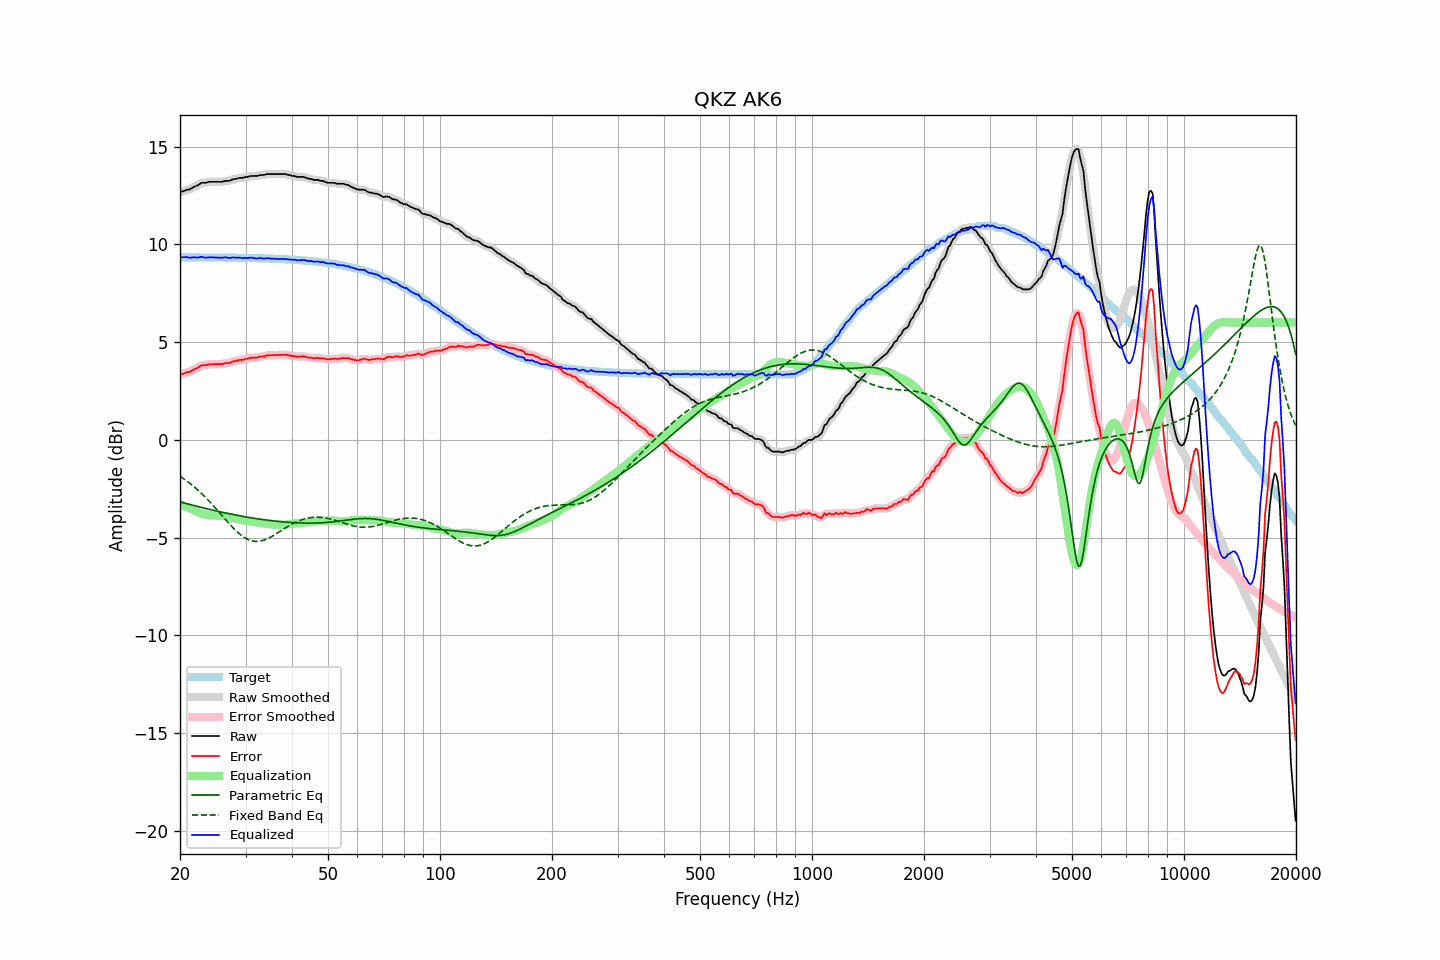 QKZ AK6
15
10
5
0
−5
−10
−15
−20
Amplitude (dBr)
Target
Raw Smoothed
Error Smoothed
Raw
Error
Equalization
Parametric Eq
Fixed Band Eq
Equalized
20 50 100 200 500 1000 2000 5000 10000 20000
Frequency (Hz)